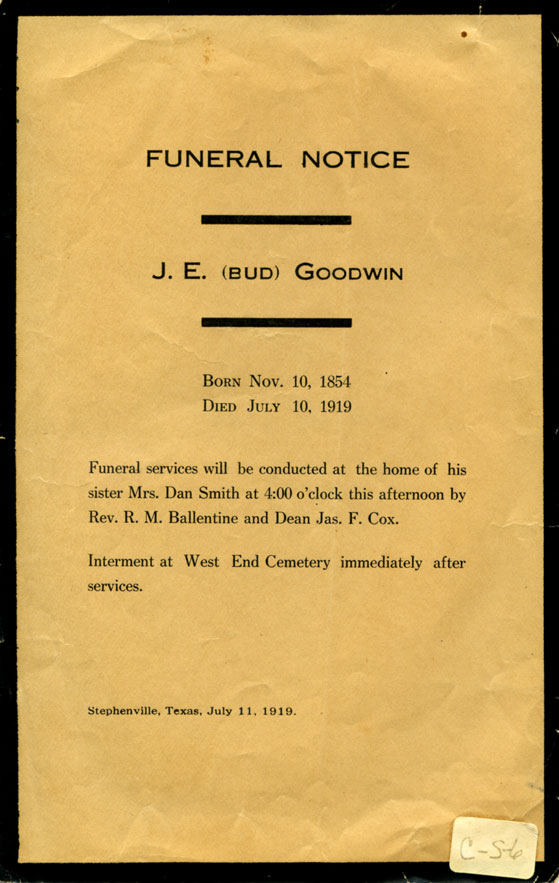 FUNERAL NOTICE
J. E. (BUD) GOODWIN
BORN NOV. 10, 1854
DIED JULY 10, 1919
Funeral services will be conducted at the home of his
sister Mrs. Dan Smith at 4:00 o'clock this afternoon by
Rev. R. M. Ballentine and Dean Jas. F. Cox.
Interment at West End Cemetery immediately after
services.
Stephenville, Texas, July 11, 1919.
C-S-6